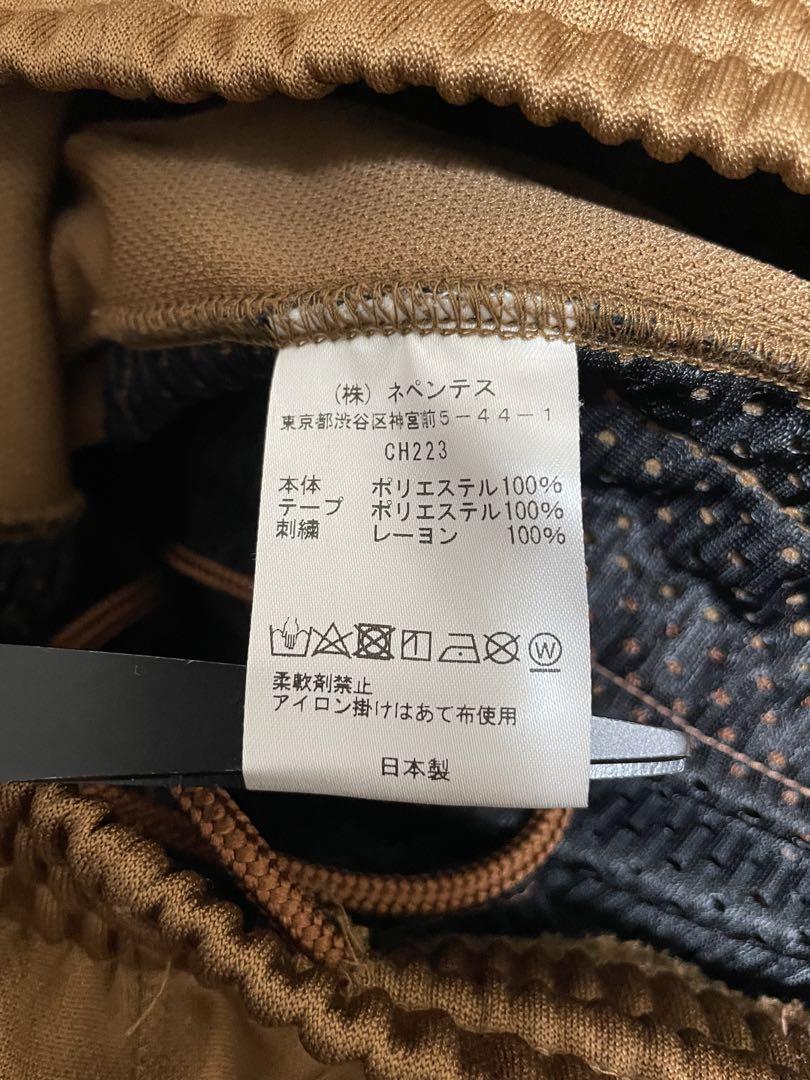 (株) ネペンテス
東京都渋谷区神宮前5-44-1
CH223
本体 ポリエステル100%
テープ ポリエステル100%
刺繍 レーヨン 100%
W
柔軟剤禁止
アイロン掛けはあて布使用
日本製